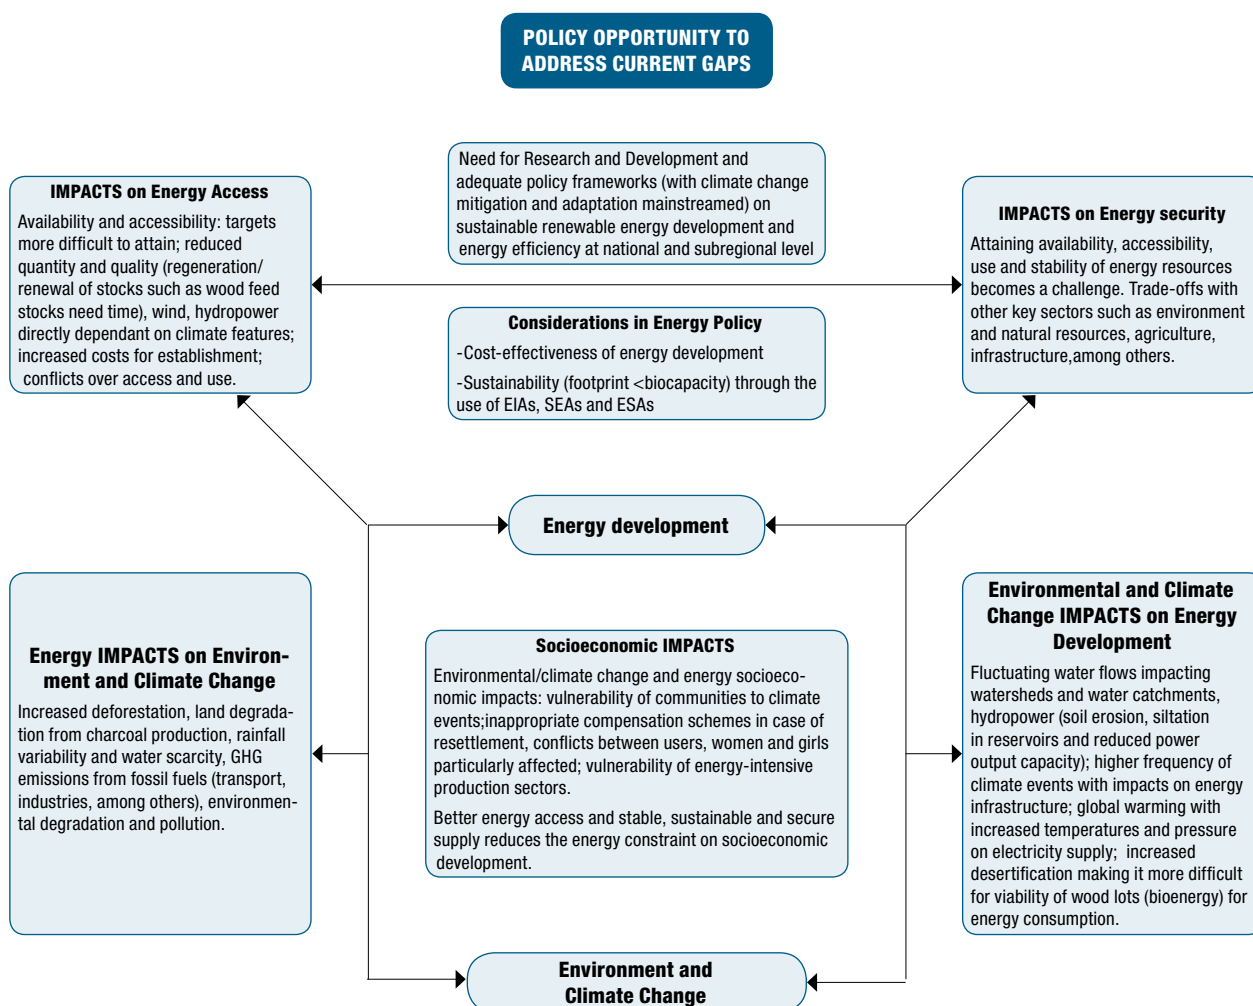 POLICY OPPORTUNITY TO
ADDRESS CURRENT GAPS
Need for Research and Development and
adequate policy frameworks (with climate change
mitigation and adaptation mainstreamed) on
sustainable renewable energy development and
energy efficiency at national and subregional level
IMPACTS on Energy Access
Availability and accessibility: targets
more difficult to attain; reduced
quantity and quality (regeneration/
renewal of stocks such as wood feed
stocks need time), wind, hydropower
directly dependant on climate features;
increased costs for establishment;
conflicts over access and use.
IMPACTS on Energy security
Attaining availability, accessibility,
use and stability of energy resources
becomes a challenge. Trade-offs with
other key sectors such as environment
and natural resources, agriculture,
infrastructure,among others.
Considerations in Energy Policy
-Cost-effectiveness of energy development
-Sustainability (footprint <biocapacity) through the
use of EIAs, SEAs and ESAs
Energy development
Energy IMPACTS on Environ-
ment and Climate Change
Increased deforestation, land degrada-
tion from charcoal production, rainfall
variability and water scarcity, GHG
emissions from fossil fuels (transport,
industries, among others), environmen-
tal degradation and pollution.
Socioeconomic IMPACTS
Environmental/climate change and energy socioeco-
nomic impacts: vulnerability of communities to climate
events;inappropriate compensation schemes in case of
resettlement, conflicts between users, women and girls
particularly affected; vulnerability of energy-intensive
production sectors.
Better energy access and stable, sustainable and secure
supply reduces the energy constraint on socioeconomic
development.
Environmental and Climate
Change IMPACTS on Energy
Development
Fluctuating water flows impacting
watersheds and water catchments,
hydropower (soil erosion, siltation
in reservoirs and reduced power
output capacity); higher frequency of
climate events with impacts on energy
infrastructure; global warming with
increased temperatures and pressure
on electricity supply; increased
desertification making it more difficult
for viability of wood lots (bioenergy) for
energy consumption.
Environment and
Climate Change